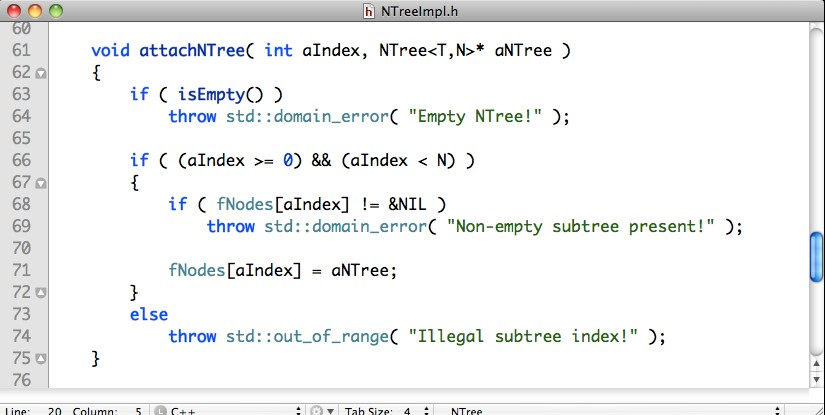 NTreeImpl.h
60
61 void attachNTree( int aIndex, NTree<T,N>* aNTree )
62 {
63 if ( isEmpty() )
64 throw std::domain_error( "Empty NTree!" );
65
66 if ( (aIndex >= 0) && (aIndex < N) )
67 {
68 if ( fNodes[aIndex] != &NIL )
69 throw std::domain_error( "Non-empty subtree present!" );
70
71 fNodes[aIndex] = aNTree;
72 }
73 else
74 throw std::out_of_range( "Illegal subtree index!" );
75 }
76
Line: 20 Column: 5 L C++ Tab Size: 4 NTree